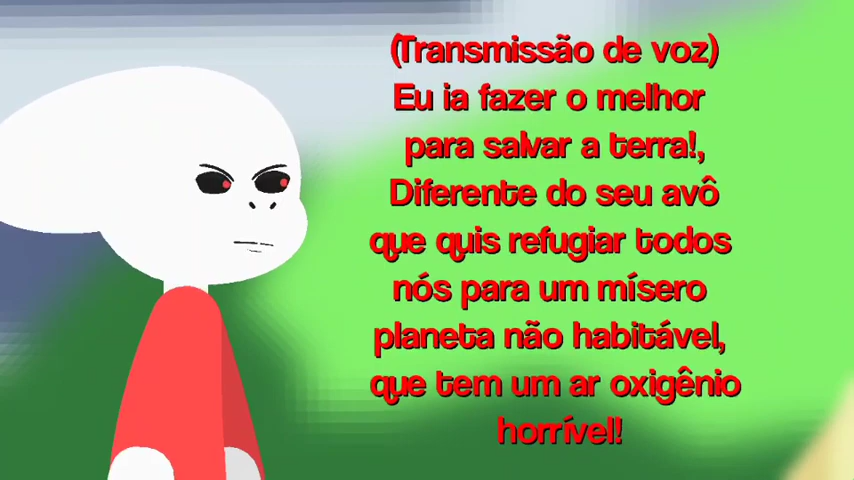 (Transmissão de voz)
Eu ia fazer o melhor
para salvar a terra!,
Diferente do seu avô
que quis refugiar todos
nós para um mísero
planeta não habitável,
que tem um ar oxigênio
horrível!